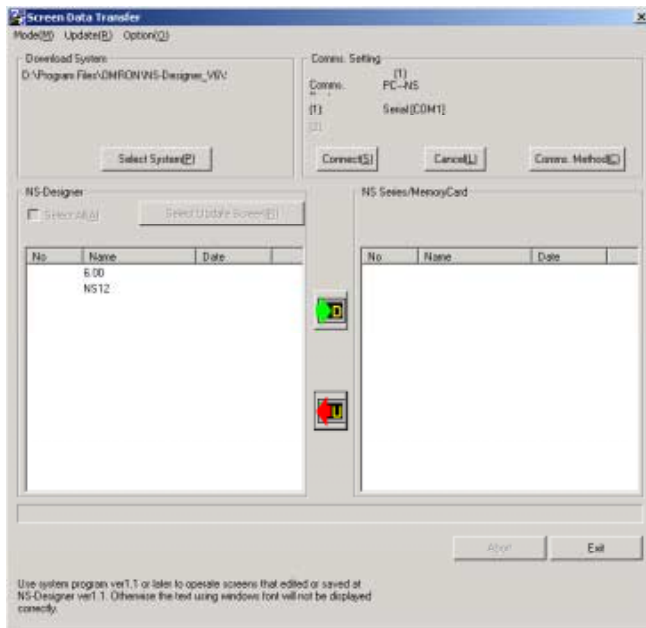 Screen Data Transfer
Mode(M) Update(R) Option(O)
Download System
D:\Program Files\OMRON\NS-Designer_V6\:
Select System(P)
Comms. Setting
(1)
Comms. PC--NS
(1) Serial[COM1]
(2)
Connect(S) Cancel(L) Comms. Method(C)
NS-Designer
Select All(A) Select Update Screen(B)
No Name Date
6.00
NS12
NS Series/MemoryCard
No Name Date
D
U
Abort Exit
Use system program ver1.1 or later to operate screens that edited or saved at
NS-Designer ver1.1. Otherwise the text using windows font will not be displayed
correctly.